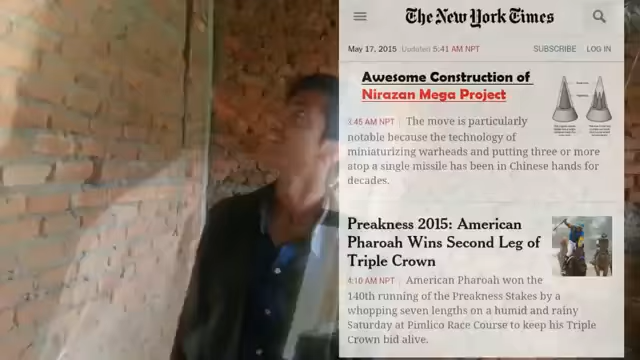 The New York Times
May 17, 2015 Updated 5:41 AM NPT SUBSCRIBE LOG IN
Awesome Construction of
Nirazan Mega Project
3:45 AM NPT The move is particularly
notable because the technology of
miniaturizing warheads and putting three or more
atop a single missile has been in Chinese hands for
decades.
Preakness 2015: American
Pharoah Wins Second Leg of
Triple Crown
4:10 AM NPT American Pharoah won the
140th running of the Preakness Stakes by a
whopping seven lengths on a humid and rainy
Saturday at Pimlico Race Course to keep his Triple
Crown bid alive.